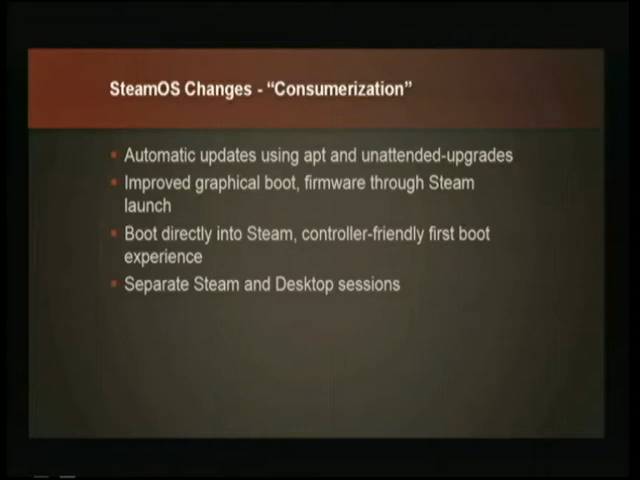 SteamOS Changes - “Consumerization”
▪ Automatic updates using apt and unattended-upgrades
▪ Improved graphical boot, firmware through Steam
launch
▪ Boot directly into Steam, controller-friendly first boot
experience
▪ Separate Steam and Desktop sessions